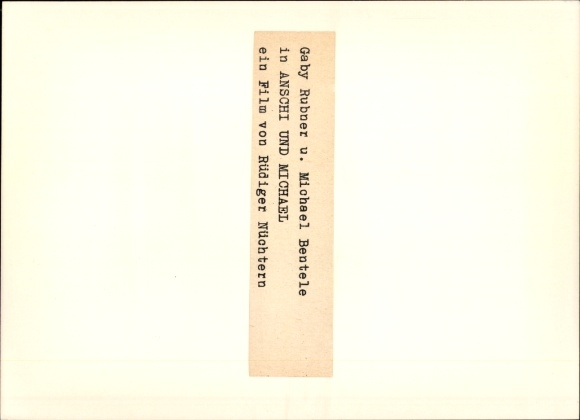 Gaby Rubner u. Michael Bentele
in ANSCHI UND MICHAEL
ein Film von Rüdiger Nüchtern